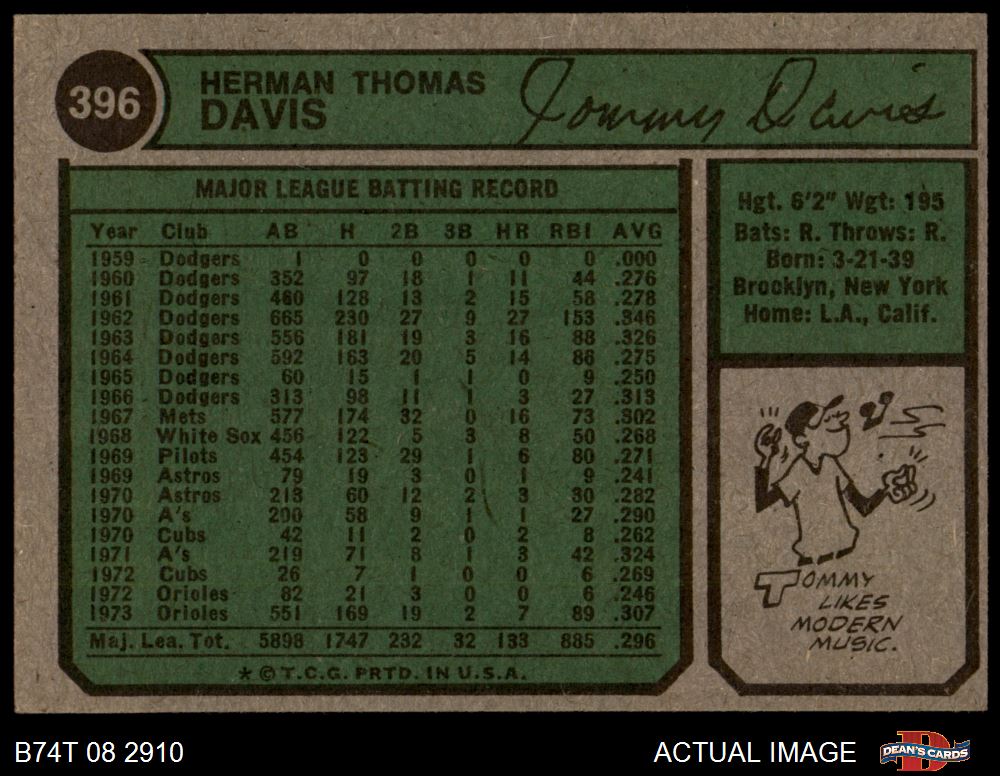 396
HERMAN THOMAS
DAVIS
Tommy Davis
MAJOR LEAGUE BATTING RECORD
Year Club AB H 2B 3B HR RBI AVG
1959 Dodgers 1 0 0 0 0 0 .000
1960 Dodgers 352 97 18 1 11 44 .276
1961 Dodgers 460 128 13 2 15 58 .278
1962 Dodgers 665 230 27 9 27 153 .346
1963 Dodgers 556 181 19 3 16 88 .326
1964 Dodgers 592 163 20 5 14 86 .275
1965 Dodgers 60 15 1 1 0 9 .250
1966 Dodgers 313 98 11 1 3 27 .313
1967 Mets 577 174 32 0 16 73 .302
1968 White Sox 456 122 5 3 8 50 .268
1969 Pilots 454 123 29 1 6 80 .271
1969 Astros 79 19 3 0 1 9 .241
1970 Astros 213 60 12 2 3 30 .282
1970 A's 200 58 9 1 1 27 .290
1970 Cubs 42 11 2 0 2 8 .262
1971 A's 219 71 8 1 3 42 .324
1972 Cubs 26 7 1 0 0 6 .269
1972 Orioles 82 21 3 0 0 6 .246
1973 Orioles 551 169 19 2 7 89 .307
Maj. Lea. Tot. 5898 1747 232 32 133 885 .296
* © T.C.G. PRTD. IN U.S.A.
Hgt. 6'2" Wgt: 195
Bats: R. Throws: R.
Born: 3-21-39
Brooklyn, New York
Home: L.A., Calif.
TOMMY
LIKES
MODERN
MUSIC.
B74T 08 2910
ACTUAL IMAGE
D
DEAN'S CARDS